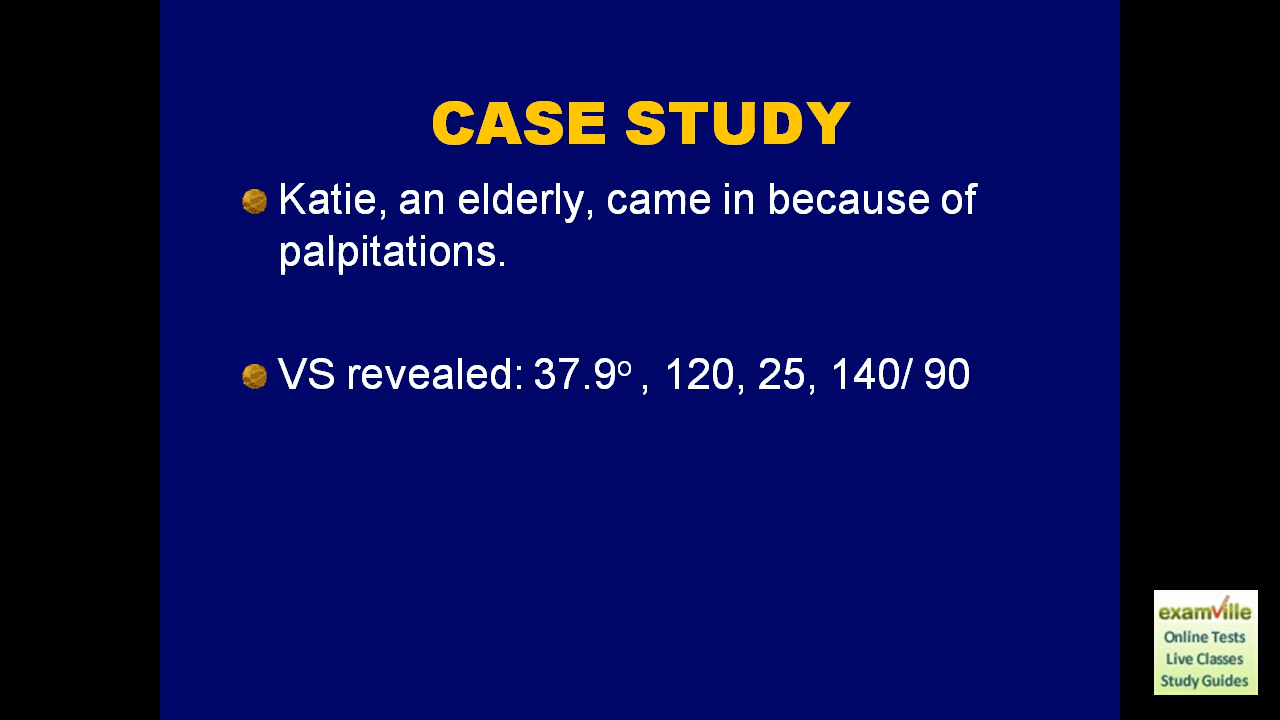 CASE STUDY
Katie, an elderly, came in because of
palpitations.
VS revealed: 37.9º , 120, 25, 140/ 90
examville
Online Tests
Live Classes
Study Guides